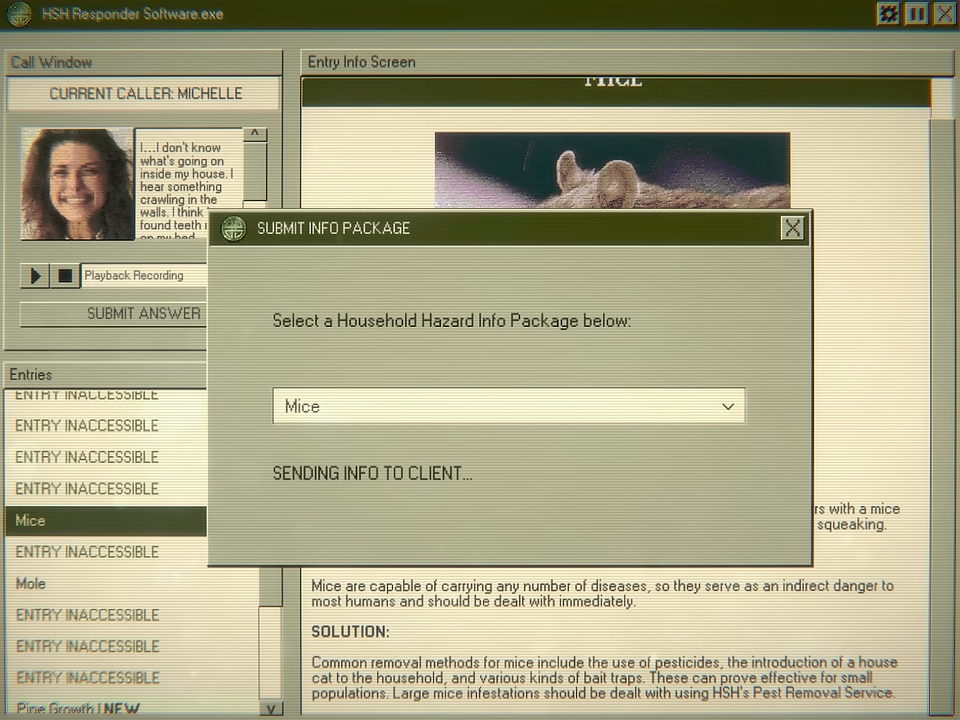 HSH Responder Software.exe
Call Window
CURRENT CALLER: MICHELLE
I...I don't know
what's going on
inside my house. I
hear something
crawling in the
walls. I think
found teeth
on my bed
Playback Recording
SUBMIT ANSWER
Entries
ENTRY INACCESSIBLE
ENTRY INACCESSIBLE
ENTRY INACCESSIBLE
ENTRY INACCESSIBLE
Mice
ENTRY INACCESSIBLE
Mole
ENTRY INACCESSIBLE
ENTRY INACCESSIBLE
ENTRY INACCESSIBLE
Pipe Growth | NEW
Entry Info Screen
MICE
SUBMIT INFO PACKAGE
Select a Household Hazard Info Package below:
Mice
SENDING INFO TO CLIENT...
rs with a mice
squeaking.
Mice are capable of carrying any number of diseases, so they serve as an indirect danger to
most humans and should be dealt with immediately.
SOLUTION:
Common removal methods for mice include the use of pesticides, the introduction of a house
cat to the household, and various kinds of bait traps. These can prove effective for small
populations. Large mice infestations should be dealt with using HSH's Pest Removal Service.